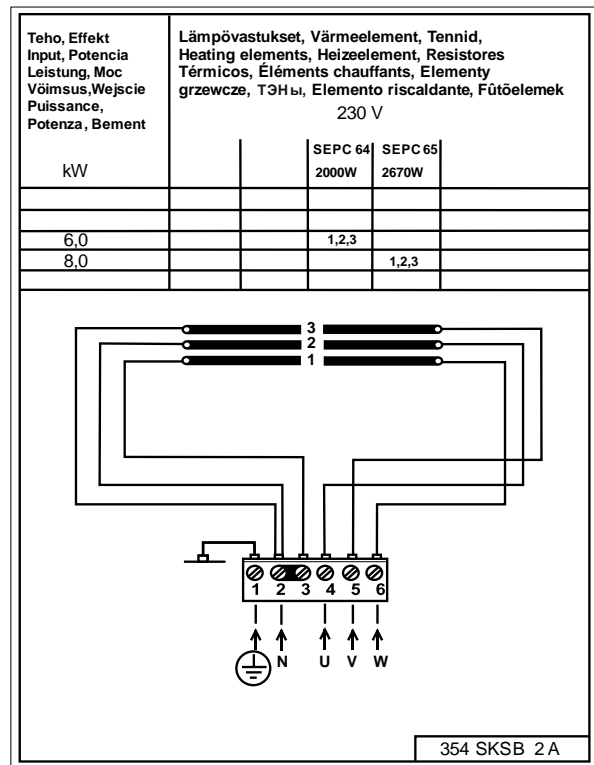 Teho, Effekt
Input, Potencia
Leistung, Moc
Võimsus,Wejscie
Puissance,
Potenza, Bement
kW
Lämpövastukset, Värmeelement, Tennid,
Heating elements, Heizeelement, Resistores
Térmicos, Éléments chauffants, Elementy
grzewcze, ТЭНы, Elemento riscaldante, Fûtõelemek
230 V
SEPC 64 SEPC 65
2000W 2670W
6,0 1,2,3
8,0 1,2,3
3
2
1
1 2 3 4 5 6
N U V W
354 SKSB 2 A